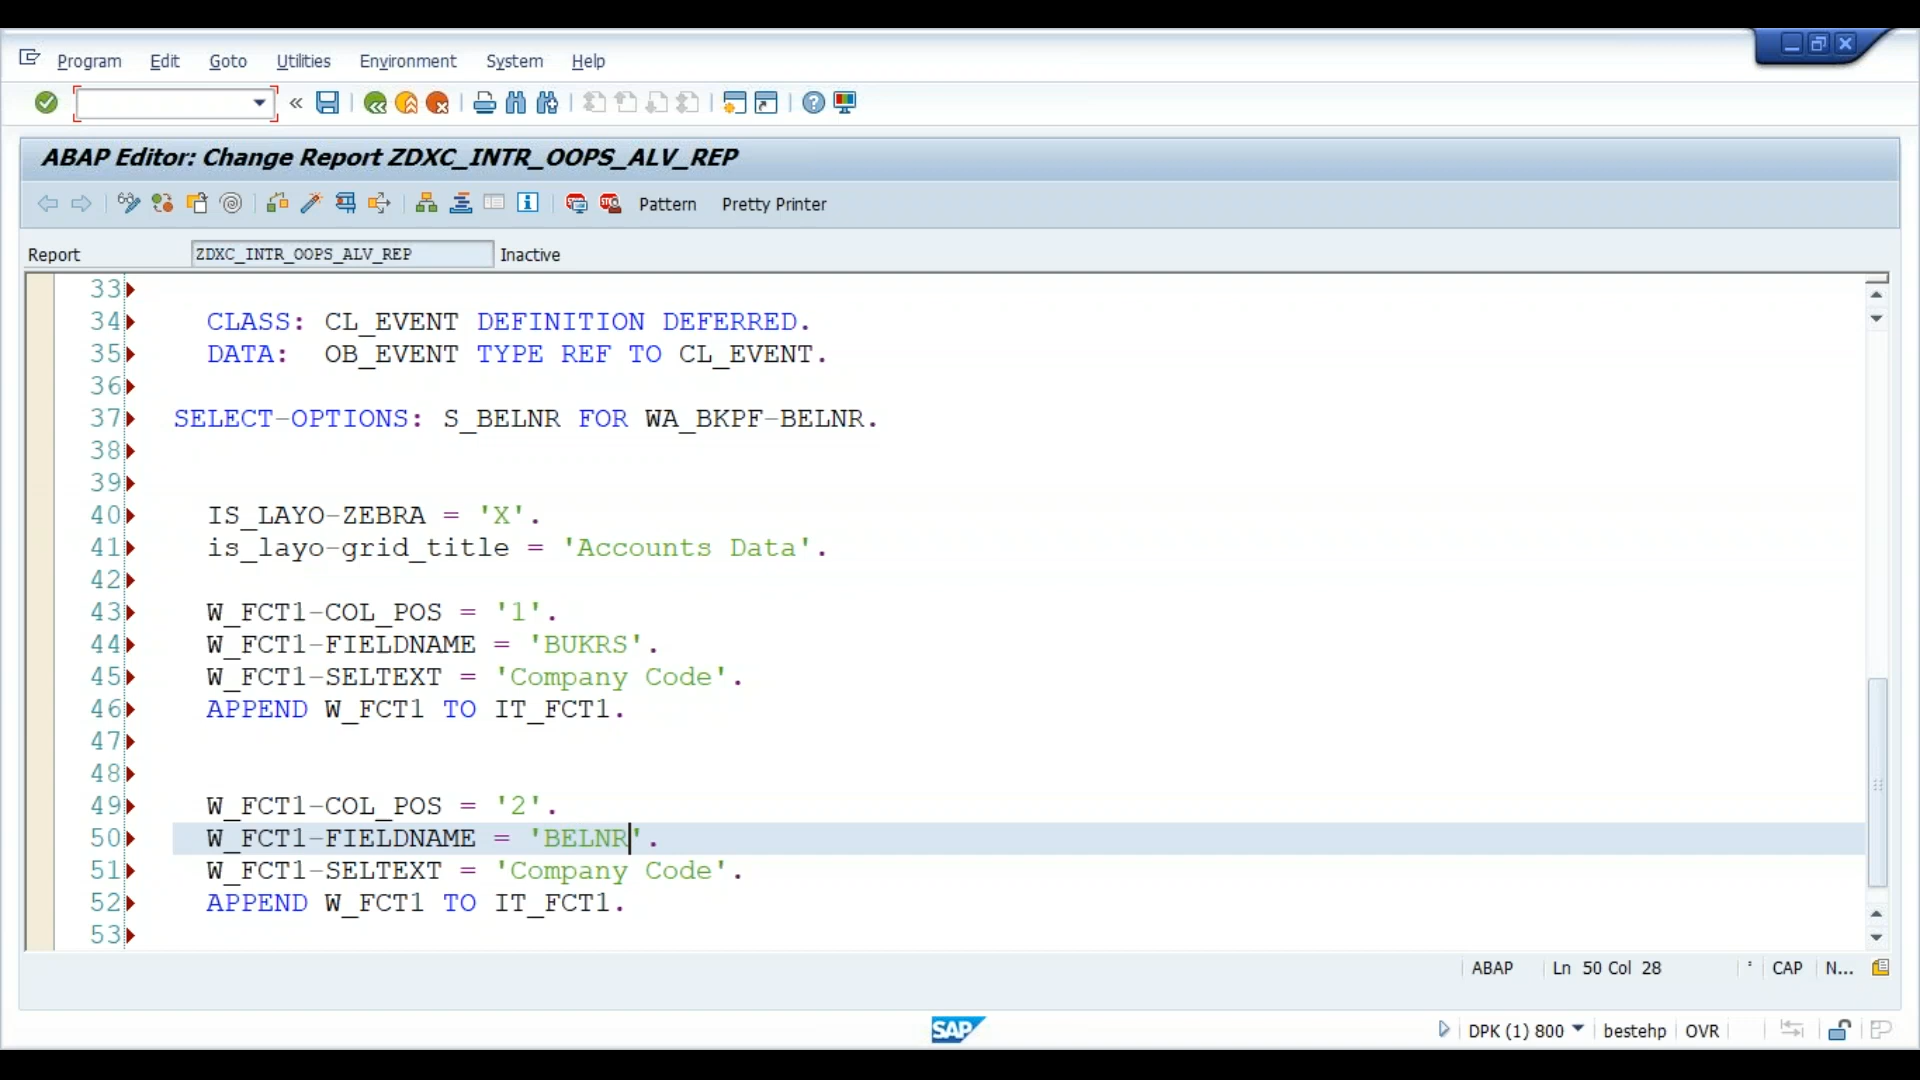 Program Edit Goto Utilities Environment System Help
ABAP Editor: Change Report ZDXC_INTR_OOPS_ALV_REP
Pattern Pretty Printer
Report ZDXC_INTR_OOPS_ALV_REP Inactive
33
34 CLASS: CL_EVENT DEFINITION DEFERRED.
35 DATA: OB_EVENT TYPE REF TO CL_EVENT.
36
37 SELECT-OPTIONS: S_BELNR FOR WA_BKPF-BELNR.
38
39
40 IS_LAYO-ZEBRA = 'X'.
41 is_layo-grid_title = 'Accounts Data'.
42
43 W_FCT1-COL_POS = '1'.
44 W_FCT1-FIELDNAME = 'BUKRS'.
45 W_FCT1-SELTEXT = 'Company Code'.
46 APPEND W_FCT1 TO IT_FCT1.
47
48
49 W_FCT1-COL_POS = '2'.
50 W_FCT1-FIELDNAME = 'BELNR'.
51 W_FCT1-SELTEXT = 'Company Code'.
52 APPEND W_FCT1 TO IT_FCT1.
53
ABAP Ln 50 Col 28 * CAP N...
SAP DPK (1) 800 bestehp OVR